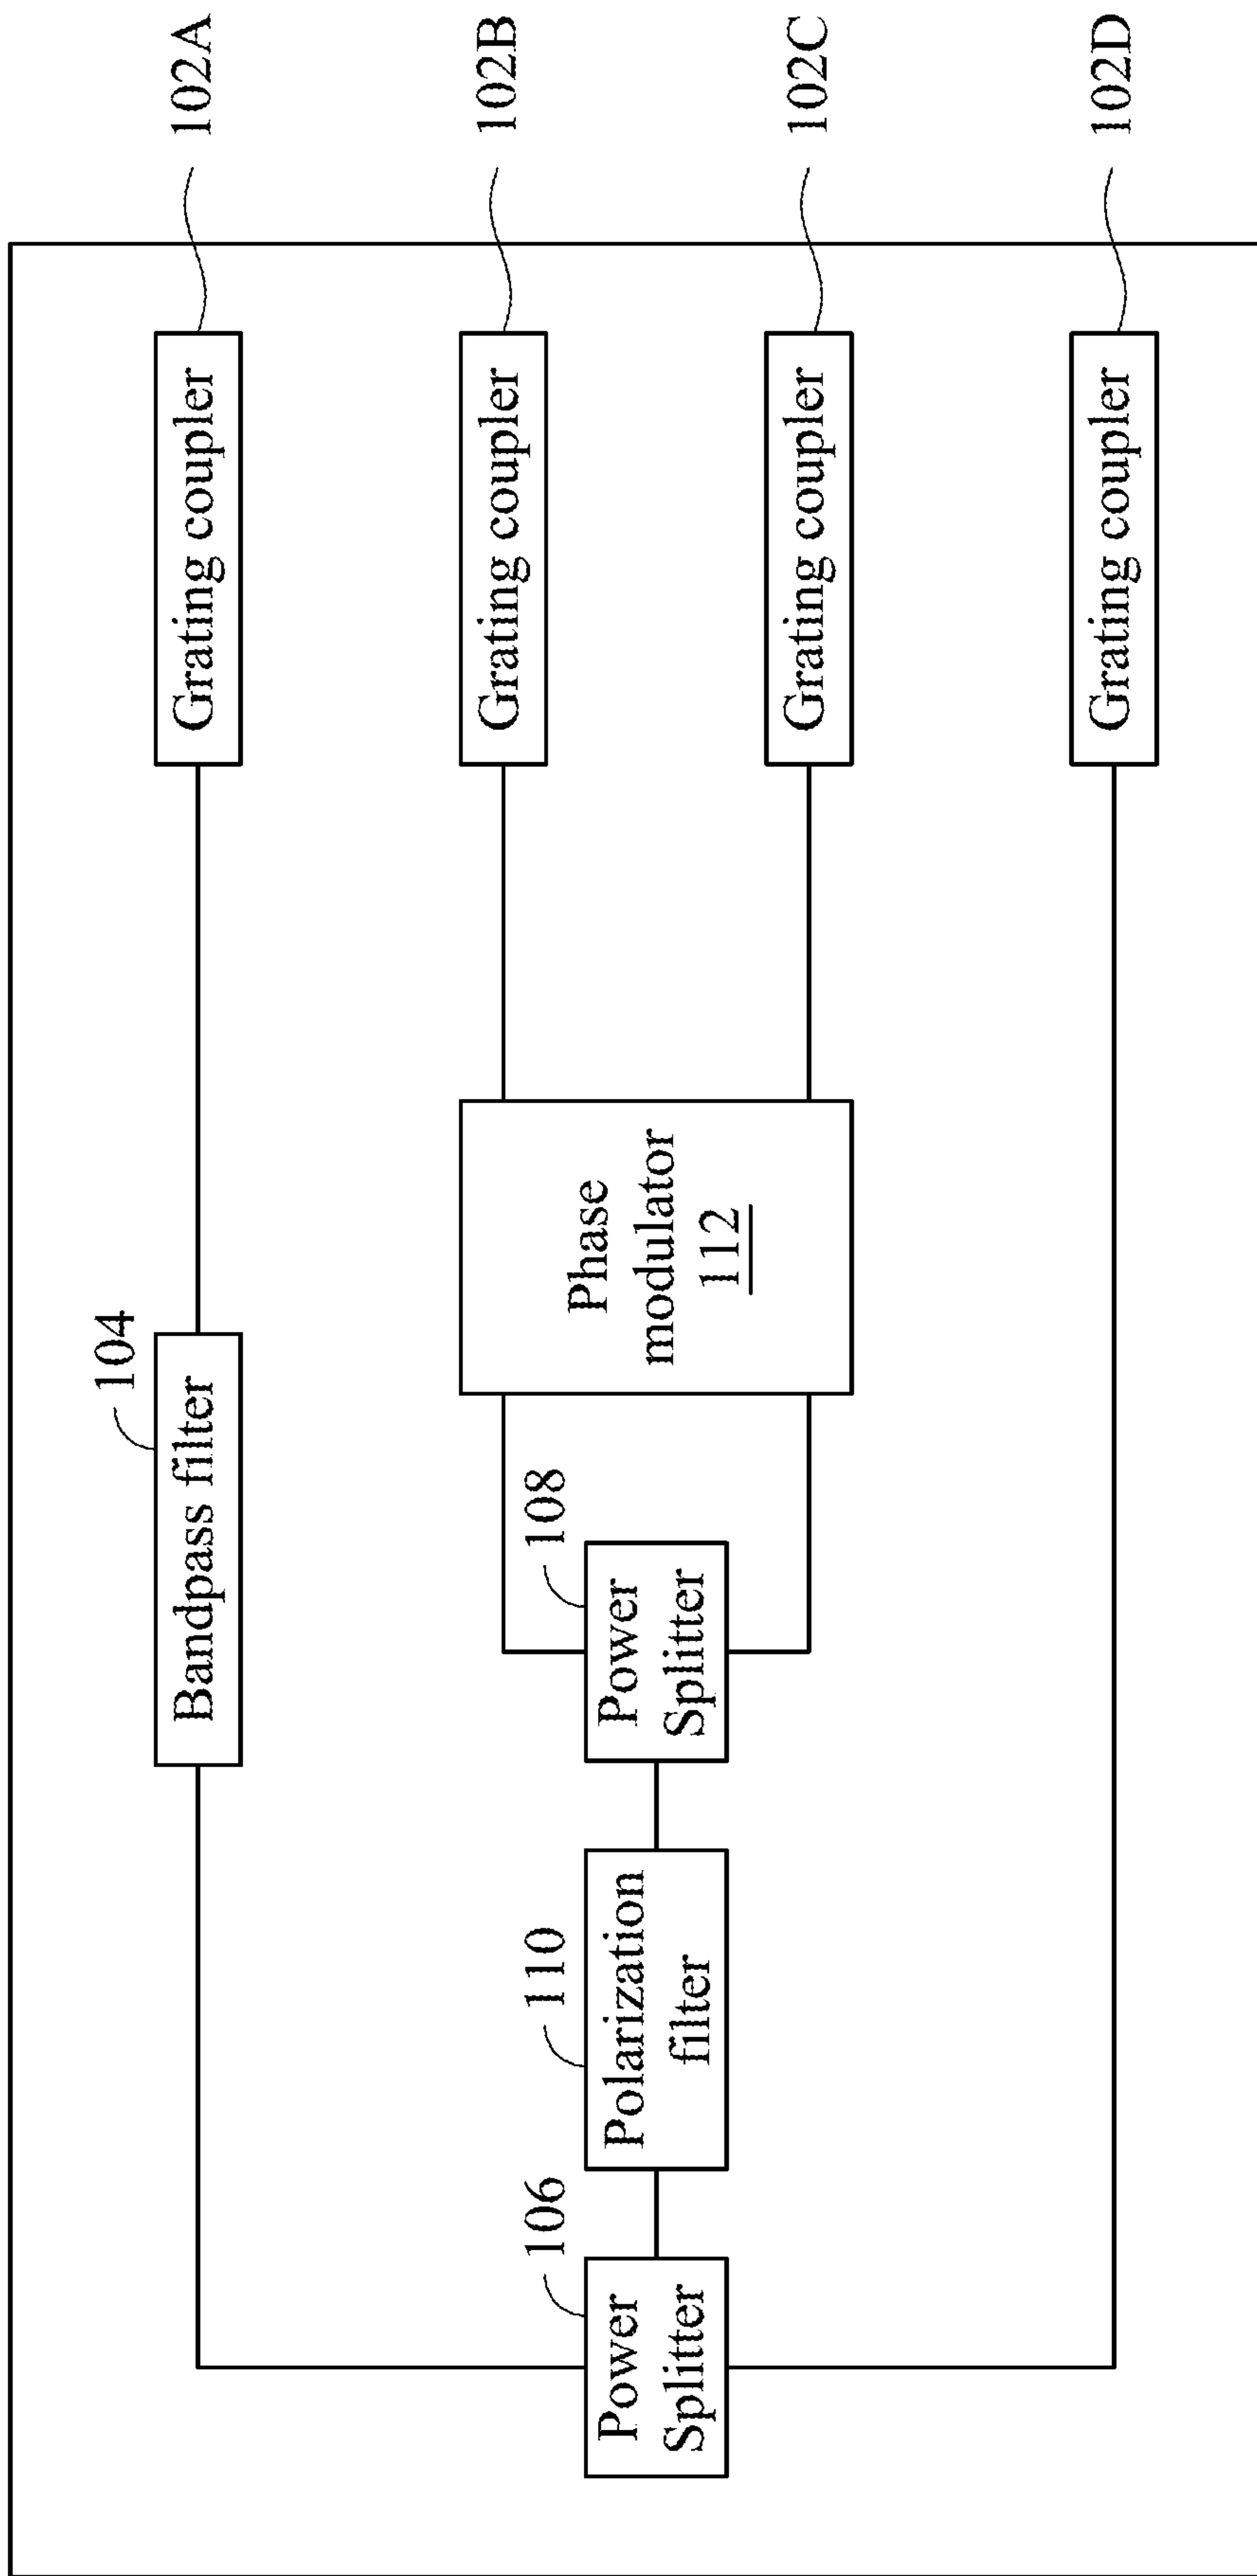 102A
102B
102C
102D
Grating coupler
Grating coupler
Grating coupler
Grating coupler
104
Bandpass filter
Phase
modulator
112
108
Power
Splitter
110
Polarization
filter
106
Power
Splitter